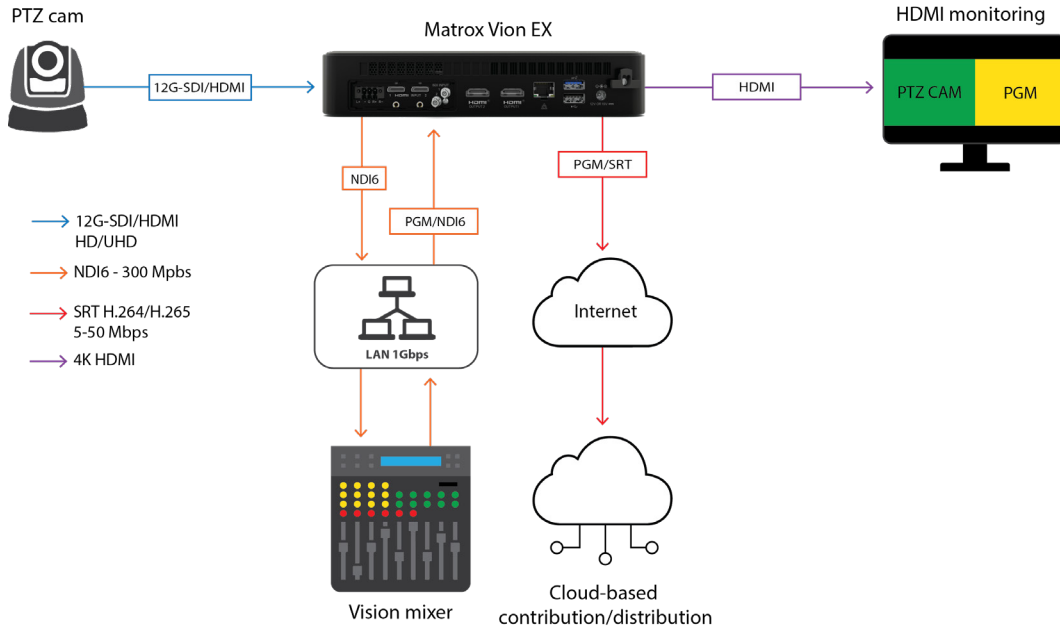 PTZ cam
Matrox Vion EX
HDMI monitoring
12G-SDI/HDMI
HDMI
HDMI
HDMI
PTZ CAM
PGM
NDI6
PGM/SRT
PGM/NDI6
12G-SDI/HDMI
HD/UHD
NDI6 - 300 Mpbs
SRT H.264/H.265
5-50 Mbps
4K HDMI
Internet
LAN 1Gbps
Vision mixer
Cloud-based
contribution/distribution